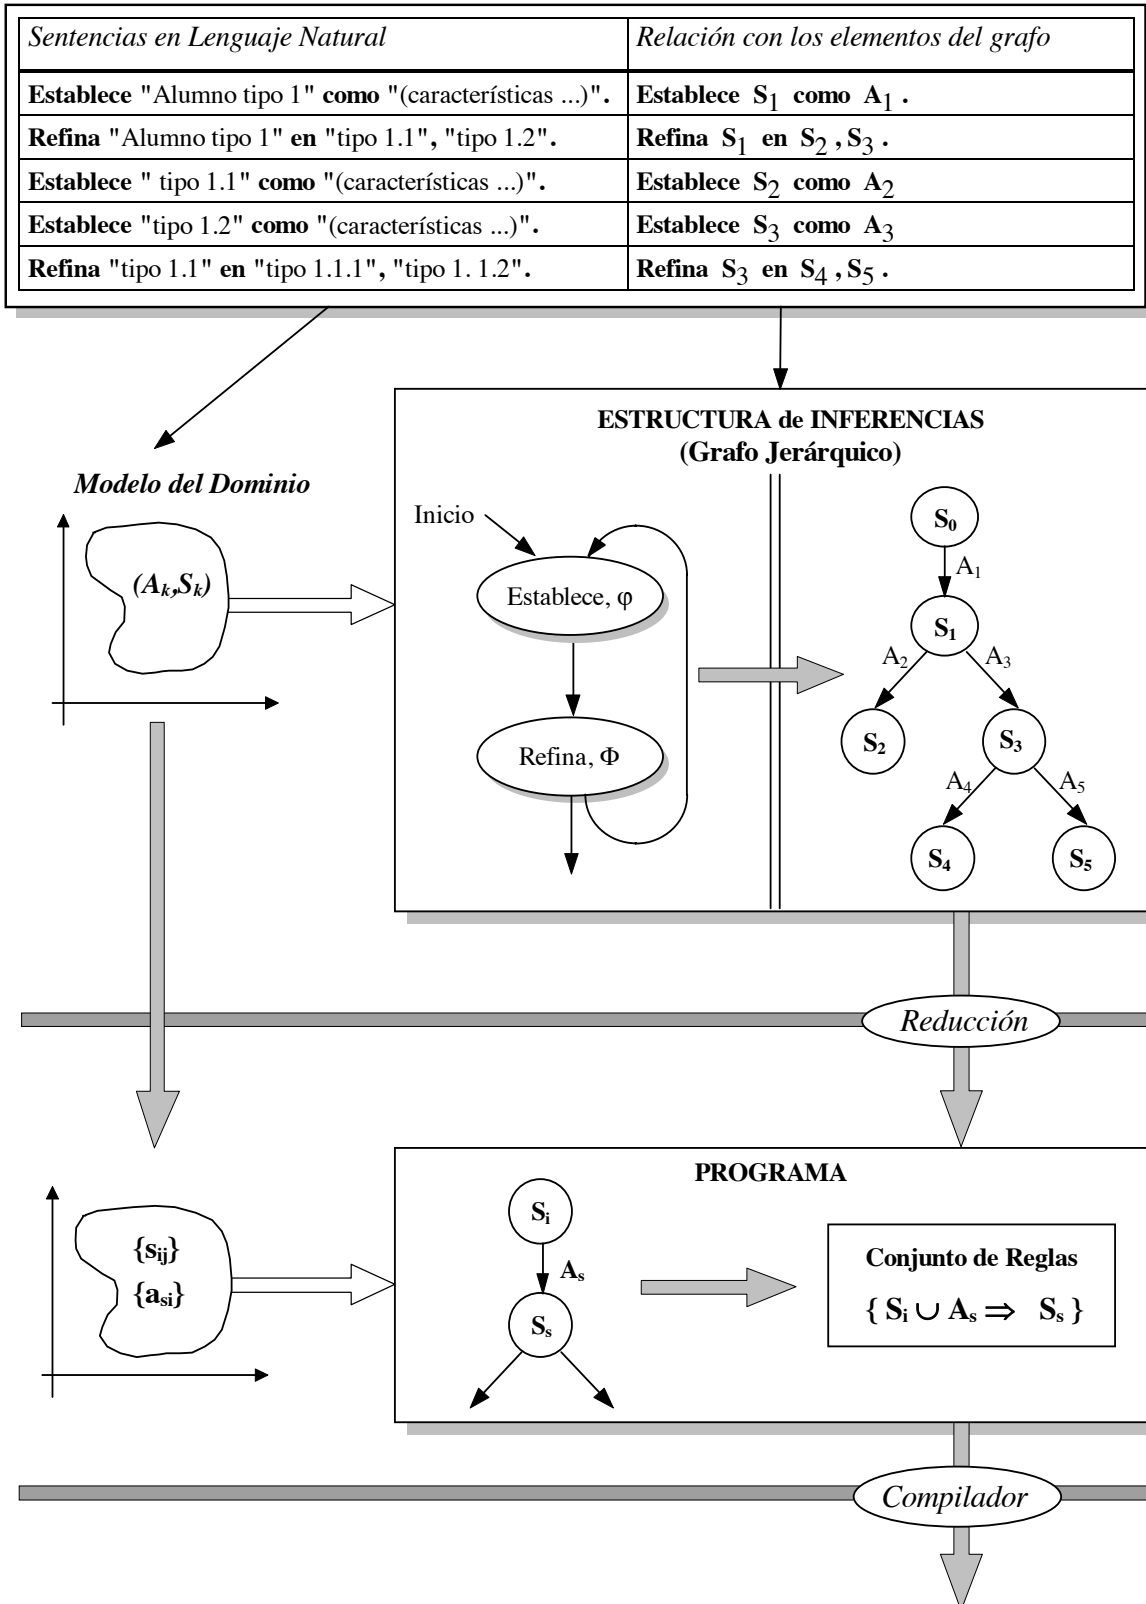 Sentencias en Lenguaje Natural
Relación con los elementos del grafo
Establece "Alumno tipo 1" como "(características ...)".
Establece S1 como A1 .
Refina "Alumno tipo 1" en "tipo 1.1", "tipo 1.2".
Refina S1 en S2 , S3 .
Establece " tipo 1.1" como "(características ...)".
Establece S2 como A2
Establece "tipo 1.2" como "(características ...)".
Establece S3 como A3
Refina "tipo 1.1" en "tipo 1.1.1", "tipo 1. 1.2".
Refina S3 en S4 , S5 .
ESTRUCTURA de INFERENCIAS
(Grafo Jerárquico)
Modelo del Dominio
(Ak,Sk)
Inicio
Establece, φ
Refina, Φ
S0
A1
S1
A2
A3
S2
S3
A4
A5
S4
S5
Reducción
PROGRAMA
{sij}
{asi}
Si
As
Ss
Conjunto de Reglas
{ Si ∪ As ⇒ Ss }
Compilador